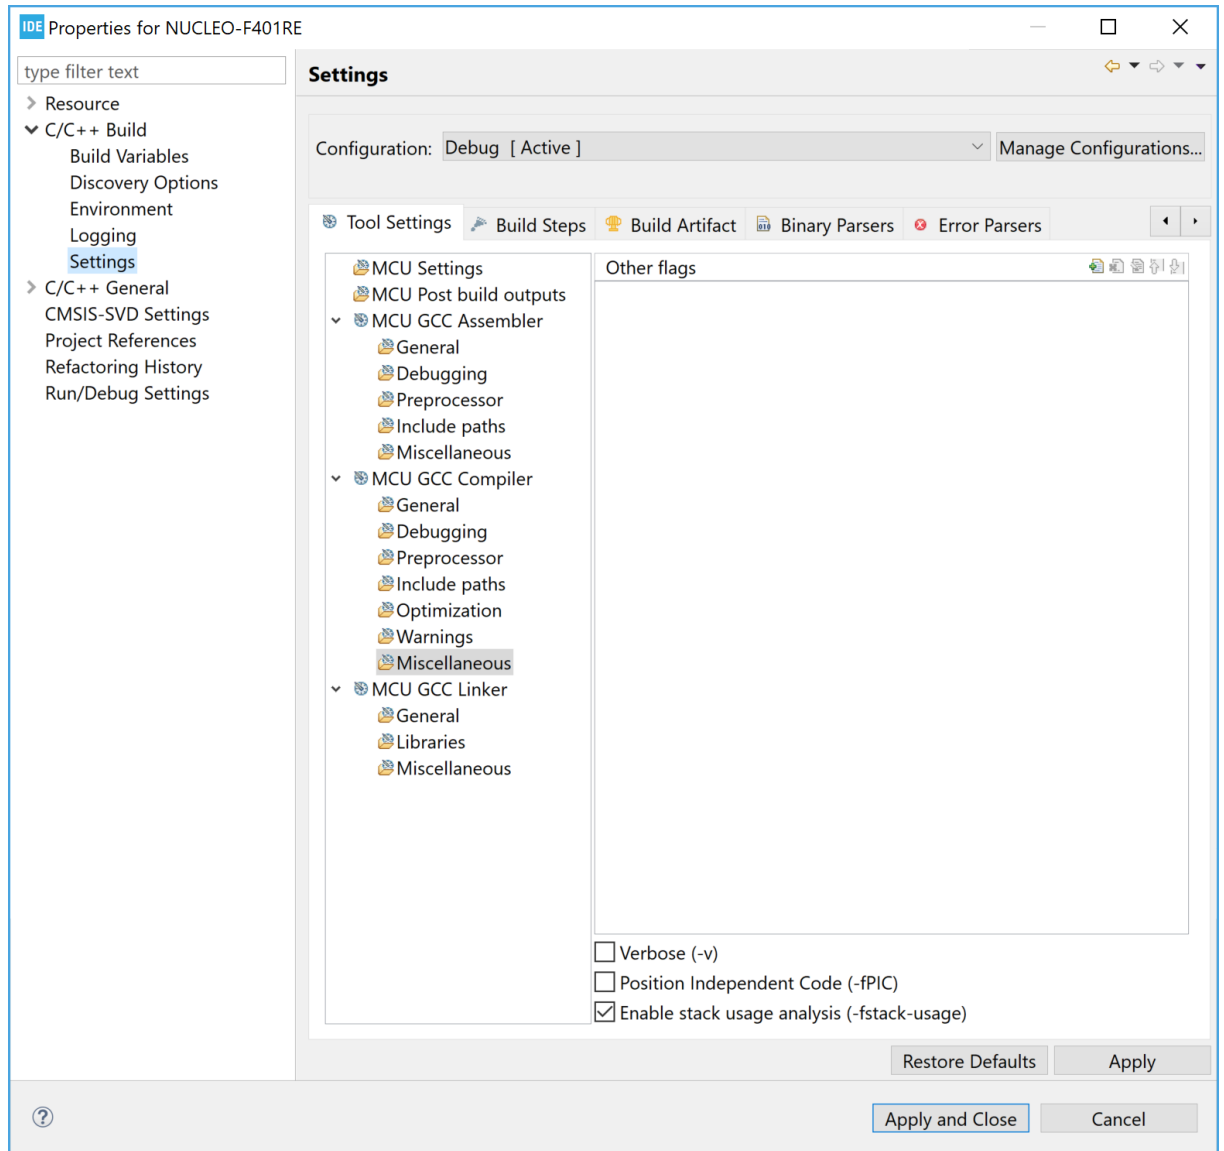 IDE Properties for NUCLEO-F401RE
type filter text
Resource
C/C++ Build
Build Variables
Discovery Options
Environment
Logging
Settings
C/C++ General
CMSIS-SVD Settings
Project References
Refactoring History
Run/Debug Settings
Settings
Configuration: Debug [ Active ] Manage Configurations...
Tool Settings Build Steps Build Artifact Binary Parsers Error Parsers
MCU Settings
MCU Post build outputs
MCU GCC Assembler
General
Debugging
Preprocessor
Include paths
Miscellaneous
MCU GCC Compiler
General
Debugging
Preprocessor
Include paths
Optimization
Warnings
Miscellaneous
MCU GCC Linker
General
Libraries
Miscellaneous
Other flags
Verbose (-v)
Position Independent Code (-fPIC)
Enable stack usage analysis (-fstack-usage)
Restore Defaults Apply
? Apply and Close Cancel